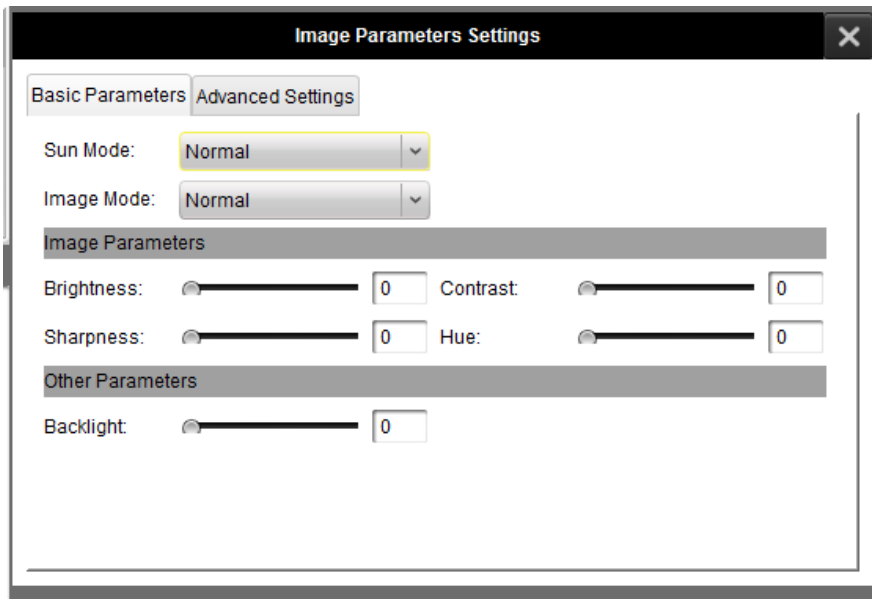 Image Parameters Settings
Basic Parameters Advanced Settings
Sun Mode: Normal
Image Mode: Normal
Image Parameters
Brightness: 0 Contrast: 0
Sharpness: 0 Hue: 0
Other Parameters
Backlight: 0